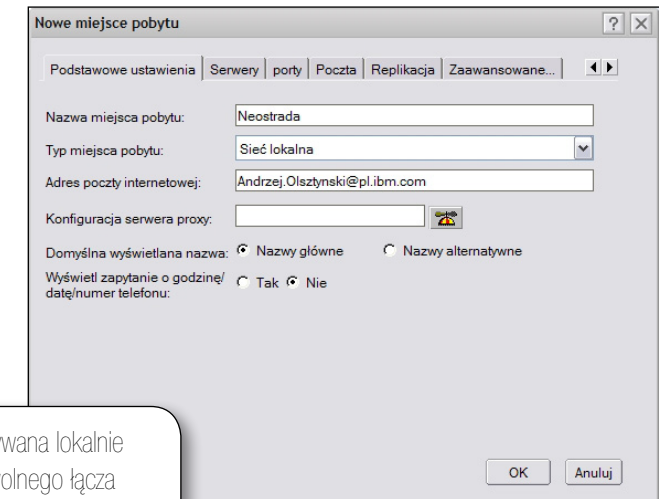 Nowe miejsce pobytu
Podstawowe ustawienia Serwery porty Poczta Replikacja Zaawansowane...
Nazwa miejsca pobytu: Neostrada
Typ miejsca pobytu: Sieć lokalna
Adres poczty internetowej: Andrzej.Olsztynski@pl.ibm.com
Konfiguracja serwera proxy:
Domyślna wyświetlana nazwa: Nazwy główne Nazwy alternatywne
Wyświetl zapytanie o godzinę/
datę/numer telefonu: Tak Nie
lokalnie
łącza
OK Anuluj